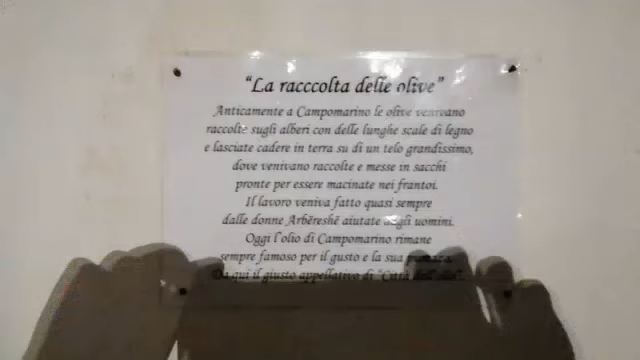 “La racccolta delle olive”
Anticamente a Campomarino le olive venivano
raccolte sugli alberi con delle lunghe scale di legno
e lasciate cadere in terra su di un telo grandissimo,
dove venivano raccolte e messe in sacchi
pronte per essere macinate nei frantoi.
Il lavoro veniva fatto quasi sempre
dalle donne Arbëreshë aiutate dagli uomini.
Oggi l'olio di Campomarino rimane
sempre famoso per il gusto e la sua
Da qui il giusto appellativo di “Città dell'olio”